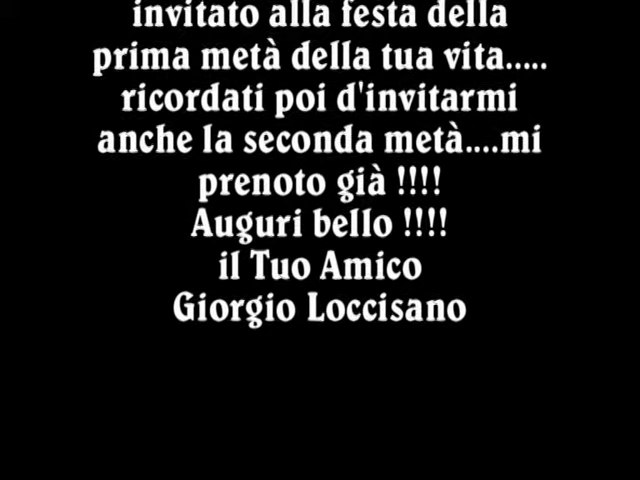 invitato alla festa della
prima metà della tua vita.....
ricordati poi d'invitarmi
anche la seconda metà....mi
prenoto già !!!!
Auguri bello !!!!
il Tuo Amico
Giorgio Loccisano